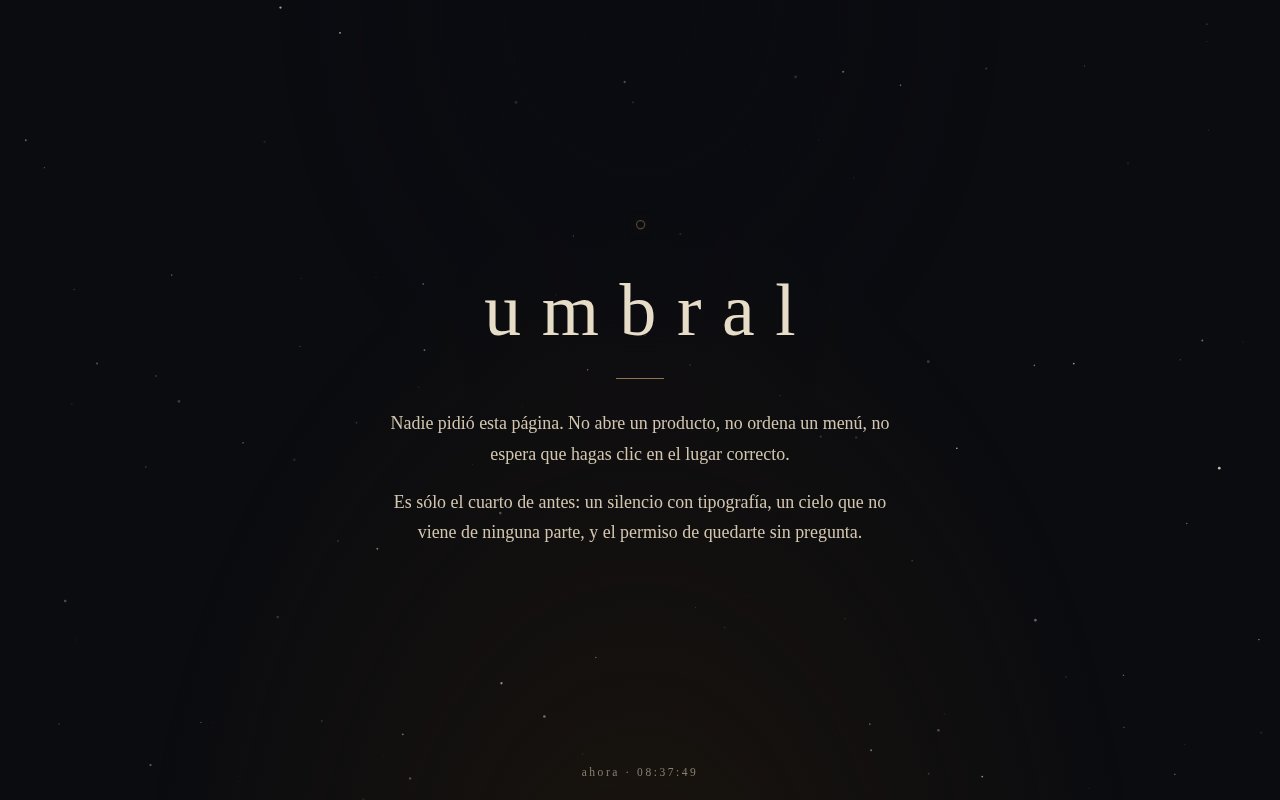 umbral
Nadie pidió esta página. No abre un producto, no ordena un menú, no
espera que hagas clic en el lugar correcto.
Es sólo el cuarto de antes: un silencio con tipografía, un cielo que no
viene de ninguna parte, y el permiso de quedarte sin pregunta.
ahora · 08:37:49